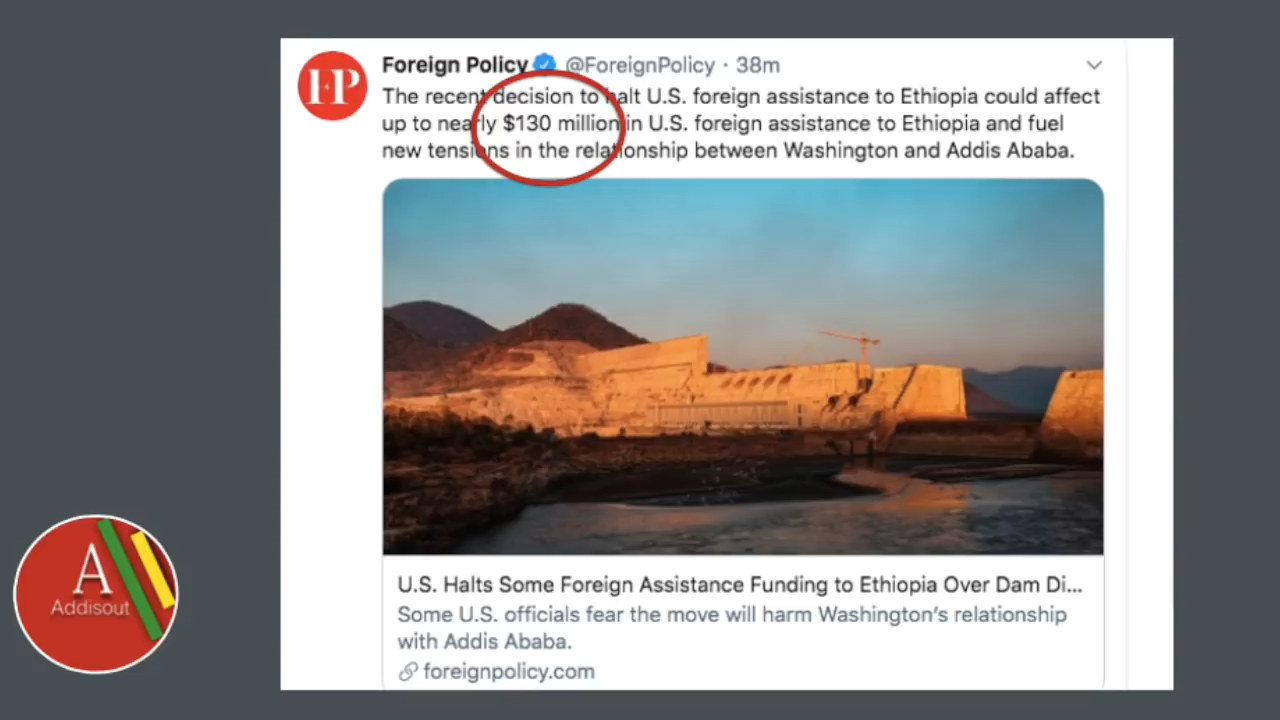 FP
Foreign Policy @ForeignPolicy · 38m
The recent decision to halt U.S. foreign assistance to Ethiopia could affect
up to nearly $130 million in U.S. foreign assistance to Ethiopia and fuel
new tensions in the relationship between Washington and Addis Ababa.
U.S. Halts Some Foreign Assistance Funding to Ethiopia Over Dam Di...
Some U.S. officials fear the move will harm Washington's relationship
with Addis Ababa.
foreignpolicy.com
A
Addisout